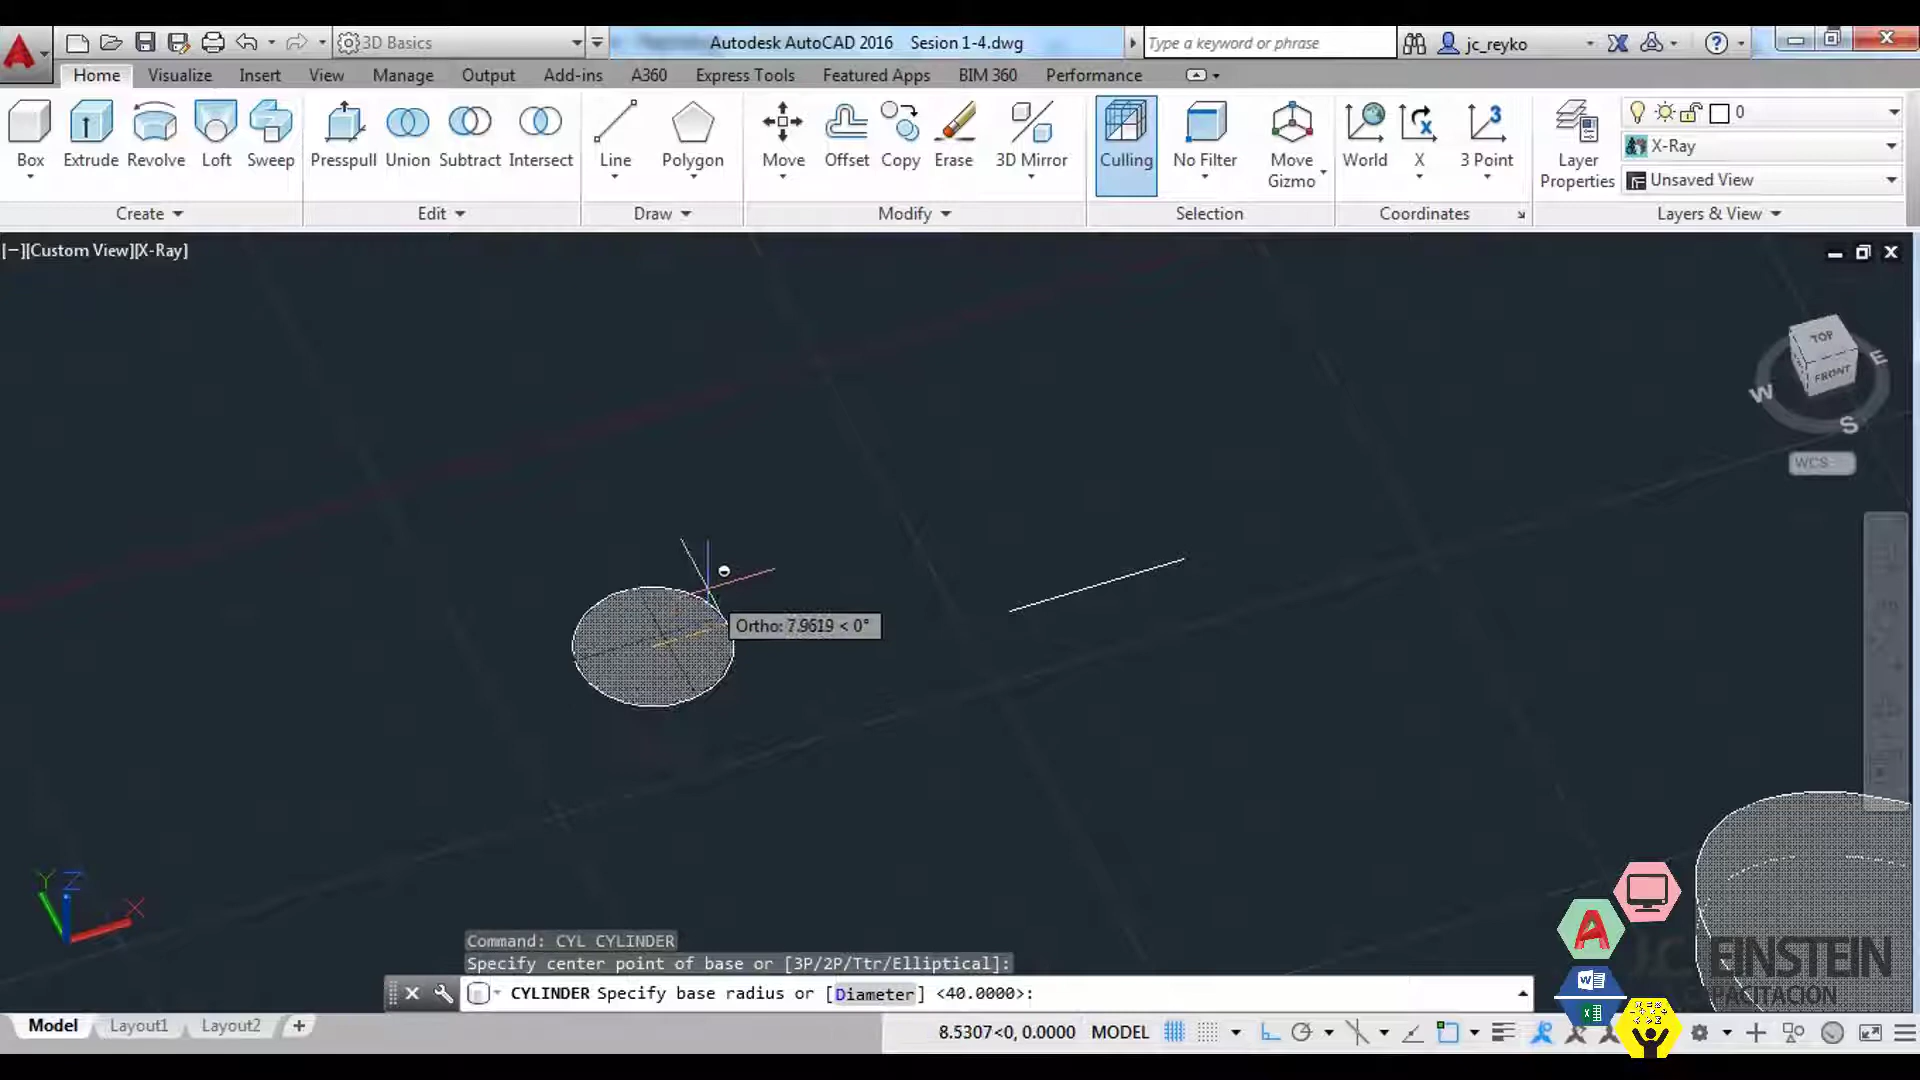 3D Basics
Autodesk AutoCAD 2016 Sesion 1-4.dwg
Type a keyword or phrase
jc_reyko
Home Visualize Insert View Manage Output Add-ins A360 Express Tools Featured Apps BIM 360 Performance
Box Extrude Revolve Loft Sweep Presspull Union Subtract Intersect Line Polygon Move Offset Copy Erase 3D Mirror Culling No Filter Move Gizmo World X 3 Point Layer Properties
0
X-Ray
Unsaved View
Create Edit Draw Modify Selection Coordinates Layers & View
[−][Custom View][X-Ray]
TOP
FRONT
E
W
S
WCS
Ortho: 7.9619 < 0°
Y Z X
Command: CYL CYLINDER
Specify center point of base or [3P/2P/Ttr/Elliptical]:
CYLINDER Specify base radius or [Diameter] <40.0000>:
JC EINSTEIN
Model Layout1 Layout2 +
8.5307<0, 0.0000 MODEL